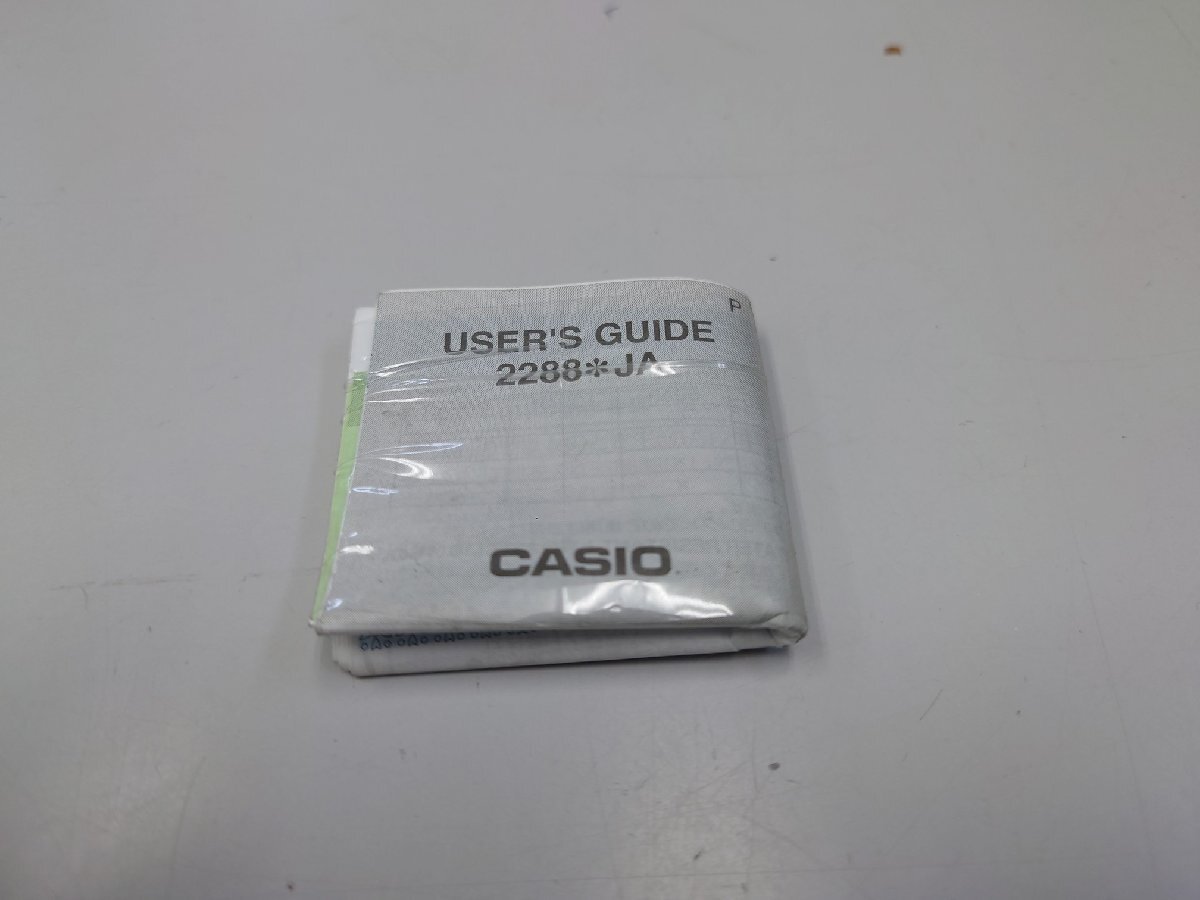 P
USER'S GUIDE
2288*JA
CASIO